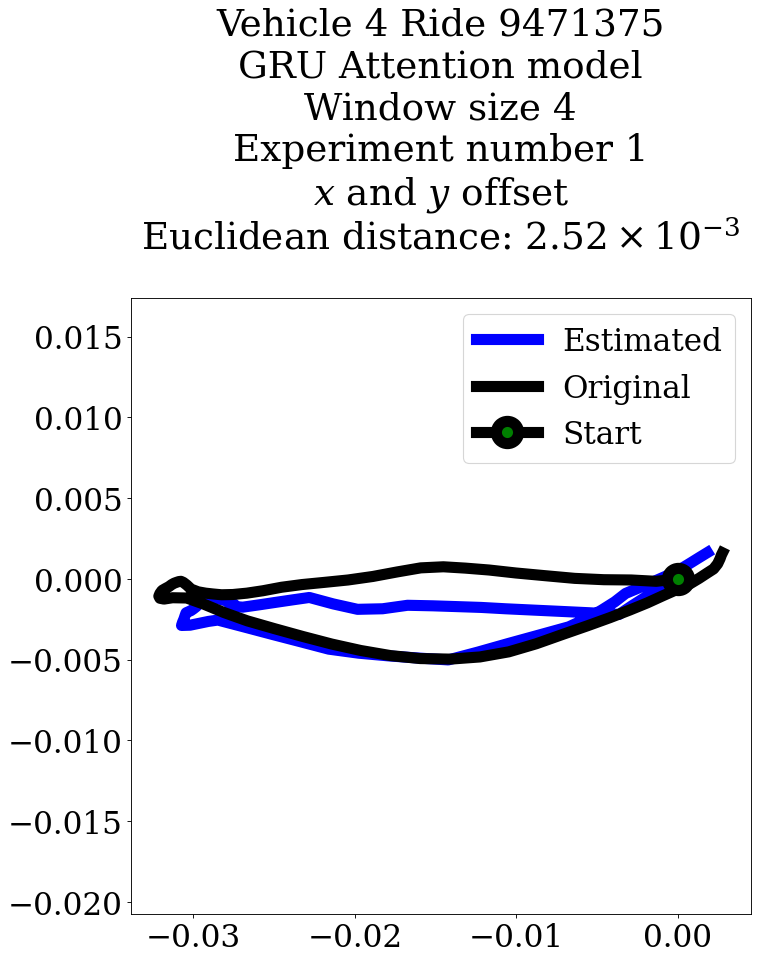 Vehicle 4 Ride 9471375
GRU Attention model
Window size 4
Experiment number 1
x and y offset
Euclidean distance: 2.52 × 10⁻³
Estimated
Original
Start
0.015
0.010
0.005
0.000
−0.005
−0.010
−0.015
−0.020
−0.03
−0.02
−0.01
0.00